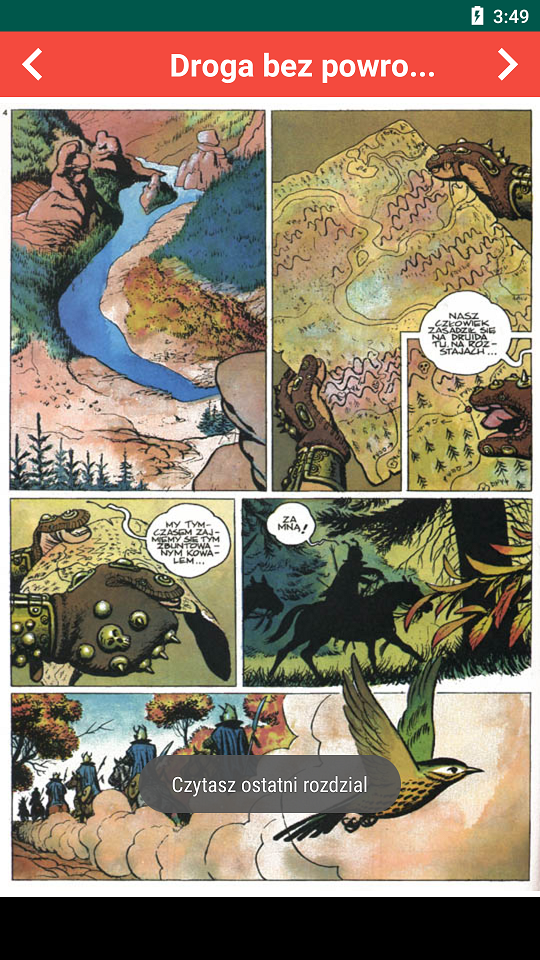 3:49
Droga bez powro...
4
NASZ
CZŁOWIEK
ZASADZIŁ SIĘ
NA DRUIDA
TU, NA ROZ-
STAJACH...
MY TYM-
CZASEM ZAJ-
MIEMY SIĘ TYM
ZBUNTOWA-
NYM KOWA-
LEM...
ZA
MNĄ!
Czytasz ostatni rozdzial